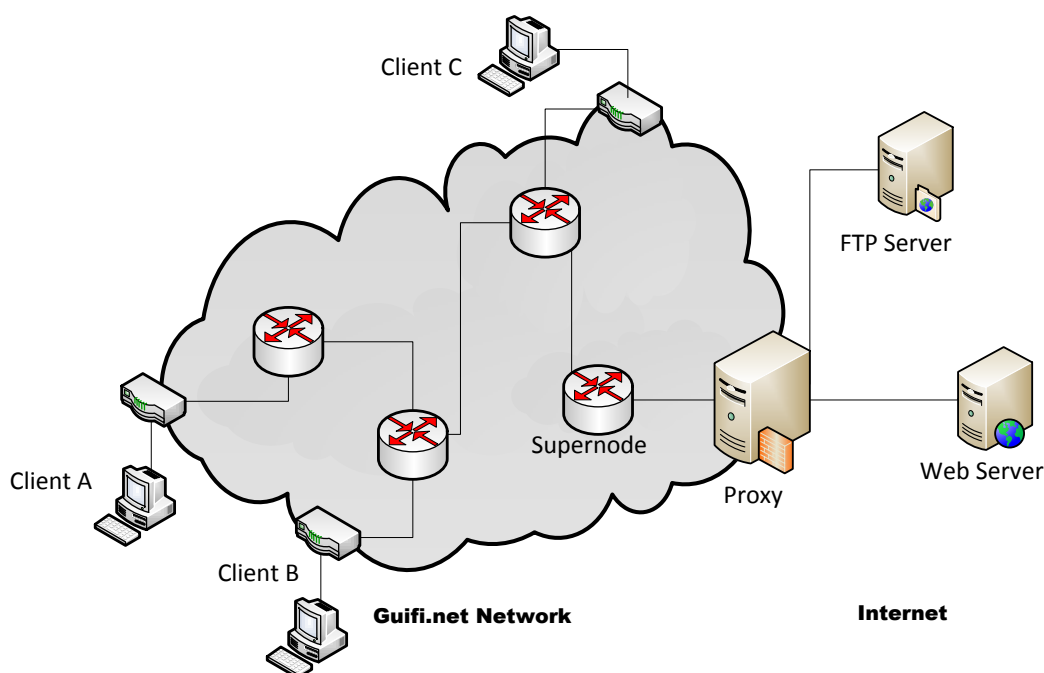 Client C
FTP Server
Supernode
Web Server
Client A
Proxy
Client B
Guifi.net Network
Internet